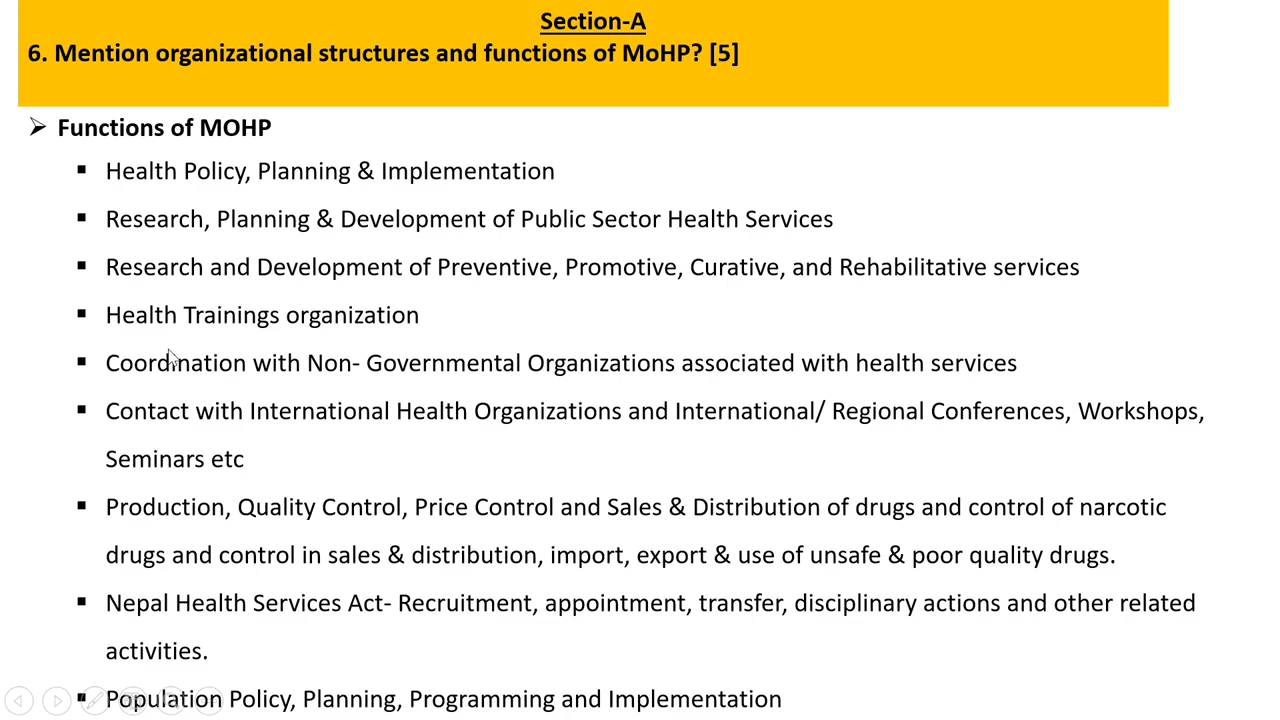 Section-A
6. Mention organizational structures and functions of MoHP? [5]
➢ Functions of MOHP
▪ Health Policy, Planning & Implementation
▪ Research, Planning & Development of Public Sector Health Services
▪ Research and Development of Preventive, Promotive, Curative, and Rehabilitative services
▪ Health Trainings organization
▪ Coordination with Non- Governmental Organizations associated with health services
▪ Contact with International Health Organizations and International/ Regional Conferences, Workshops,
Seminars etc
▪ Production, Quality Control, Price Control and Sales & Distribution of drugs and control of narcotic
drugs and control in sales & distribution, import, export & use of unsafe & poor quality drugs.
▪ Nepal Health Services Act- Recruitment, appointment, transfer, disciplinary actions and other related
activities.
▪ Population Policy, Planning, Programming and Implementation